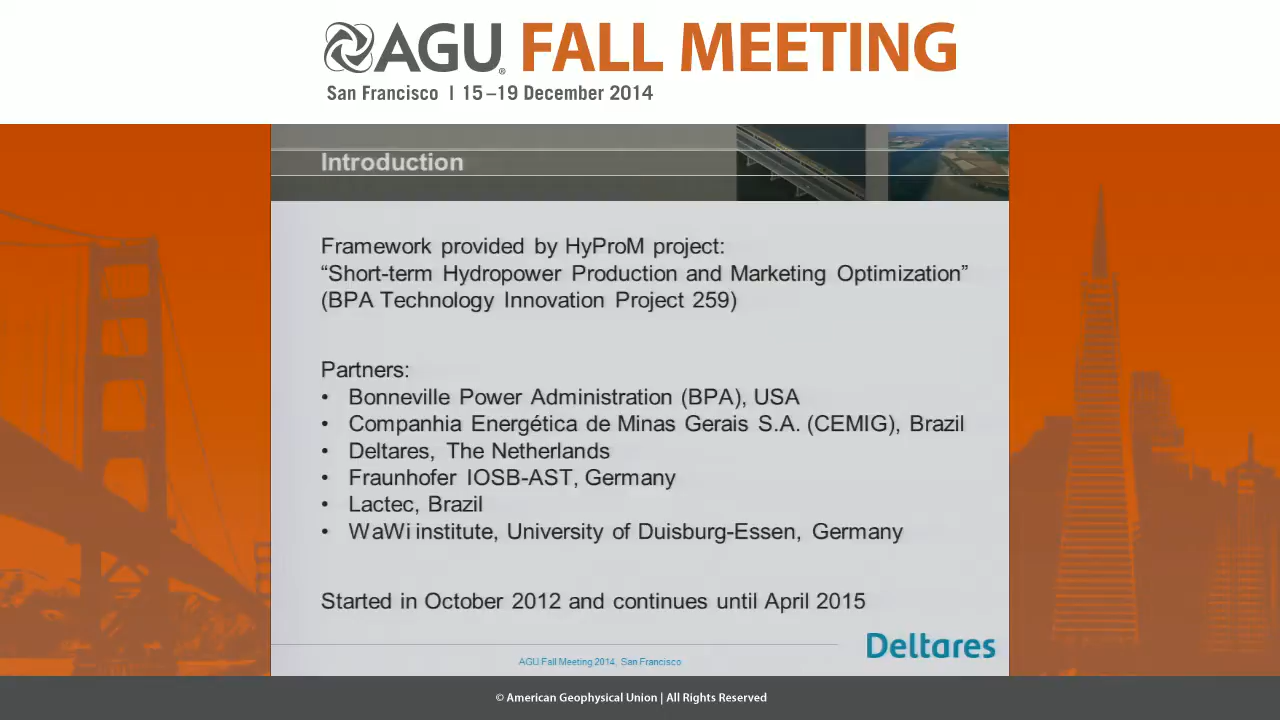 AGU FALL MEETING
San Francisco | 15–19 December 2014
Introduction
Framework provided by HyProM project:
“Short-term Hydropower Production and Marketing Optimization”
(BPA Technology Innovation Project 259)
Partners:
• Bonneville Power Administration (BPA), USA
• Companhia Energética de Minas Gerais S.A. (CEMIG), Brazil
• Deltares, The Netherlands
• Fraunhofer IOSB-AST, Germany
• Lactec, Brazil
• WaWi institute, University of Duisburg-Essen, Germany
Started in October 2012 and continues until April 2015
Deltares
AGU Fall Meeting 2014, San Francisco
© American Geophysical Union | All Rights Reserved